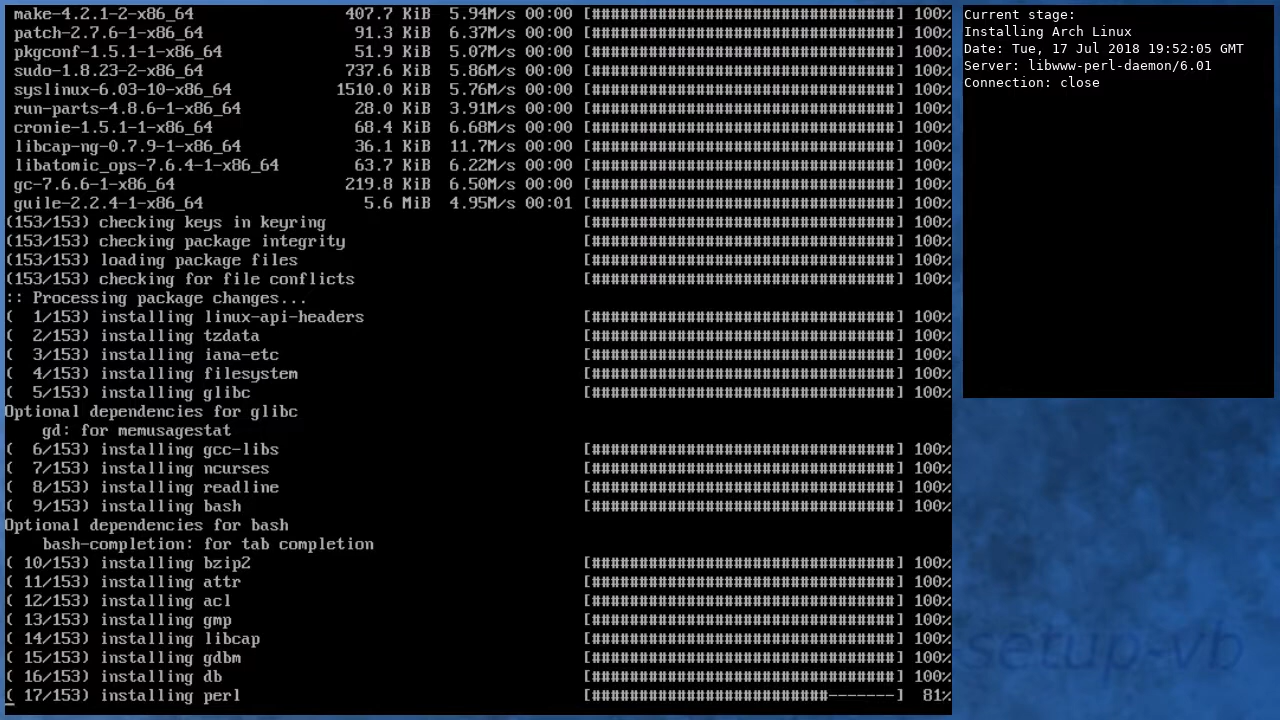 make-4.2.1-2-x86_64 407.7 KiB 5.94M/s 00:00 [################################] 100%
patch-2.7.6-1-x86_64 91.3 KiB 6.37M/s 00:00 [################################] 100%
pkgconf-1.5.1-1-x86_64 51.9 KiB 5.07M/s 00:00 [################################] 100%
sudo-1.8.23-2-x86_64 737.6 KiB 5.86M/s 00:00 [################################] 100%
syslinux-6.03-10-x86_64 1510.0 KiB 5.76M/s 00:00 [################################] 100%
run-parts-4.8.6-1-x86_64 28.0 KiB 3.91M/s 00:00 [################################] 100%
cronie-1.5.1-1-x86_64 68.4 KiB 6.68M/s 00:00 [################################] 100%
libcap-ng-0.7.9-1-x86_64 36.1 KiB 11.7M/s 00:00 [################################] 100%
libatomic_ops-7.6.4-1-x86_64 63.7 KiB 6.22M/s 00:00 [################################] 100%
gc-7.6.6-1-x86_64 219.8 KiB 6.50M/s 00:00 [################################] 100%
guile-2.2.4-1-x86_64 5.6 MiB 4.95M/s 00:01 [################################] 100%
(153/153) checking keys in keyring [################################] 100%
(153/153) checking package integrity [################################] 100%
(153/153) loading package files [################################] 100%
(153/153) checking for file conflicts [################################] 100%
:: Processing package changes...
(  1/153) installing linux-api-headers [################################] 100%
(  2/153) installing tzdata [################################] 100%
(  3/153) installing iana-etc [################################] 100%
(  4/153) installing filesystem [################################] 100%
(  5/153) installing glibc [################################] 100%
Optional dependencies for glibc
    gd: for memusagestat
(  6/153) installing gcc-libs [################################] 100%
(  7/153) installing ncurses [################################] 100%
(  8/153) installing readline [################################] 100%
(  9/153) installing bash [################################] 100%
Optional dependencies for bash
    bash-completion: for tab completion
( 10/153) installing bzip2 [################################] 100%
( 11/153) installing attr [################################] 100%
( 12/153) installing acl [################################] 100%
( 13/153) installing gmp [################################] 100%
( 14/153) installing libcap [################################] 100%
( 15/153) installing gdbm [################################] 100%
( 16/153) installing db [################################] 100%
( 17/153) installing perl [#########################-------] 81%
Current stage:
Installing Arch Linux
Date: Tue, 17 Jul 2018 19:52:05 GMT
Server: libwww-perl-daemon/6.01
Connection: close
setup-vb